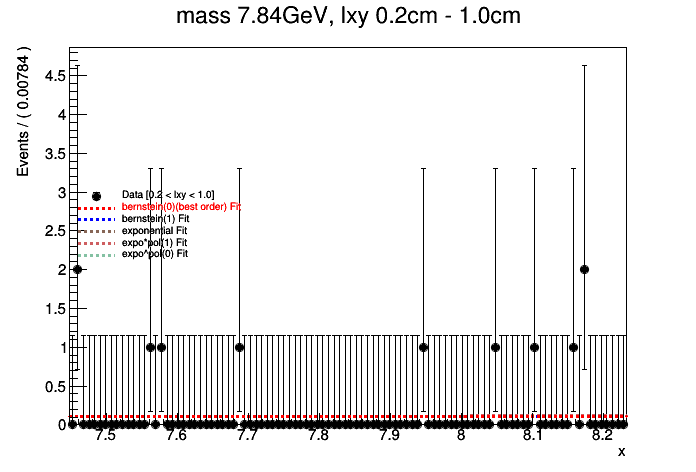 mass 7.84GeV, lxy 0.2cm - 1.0cm
Events / ( 0.00784 )
4.5
4
3.5
3
2.5
2
1.5
1
0.5
0
Data [0.2 < lxy < 1.0]
bernstein(0)(best order) Fit
bernstein(1) Fit
exponential Fit
expo*pol(1) Fit
expo^pol(0) Fit
7.5 7.6 7.7 7.8 7.9 8 8.1 8.2
x